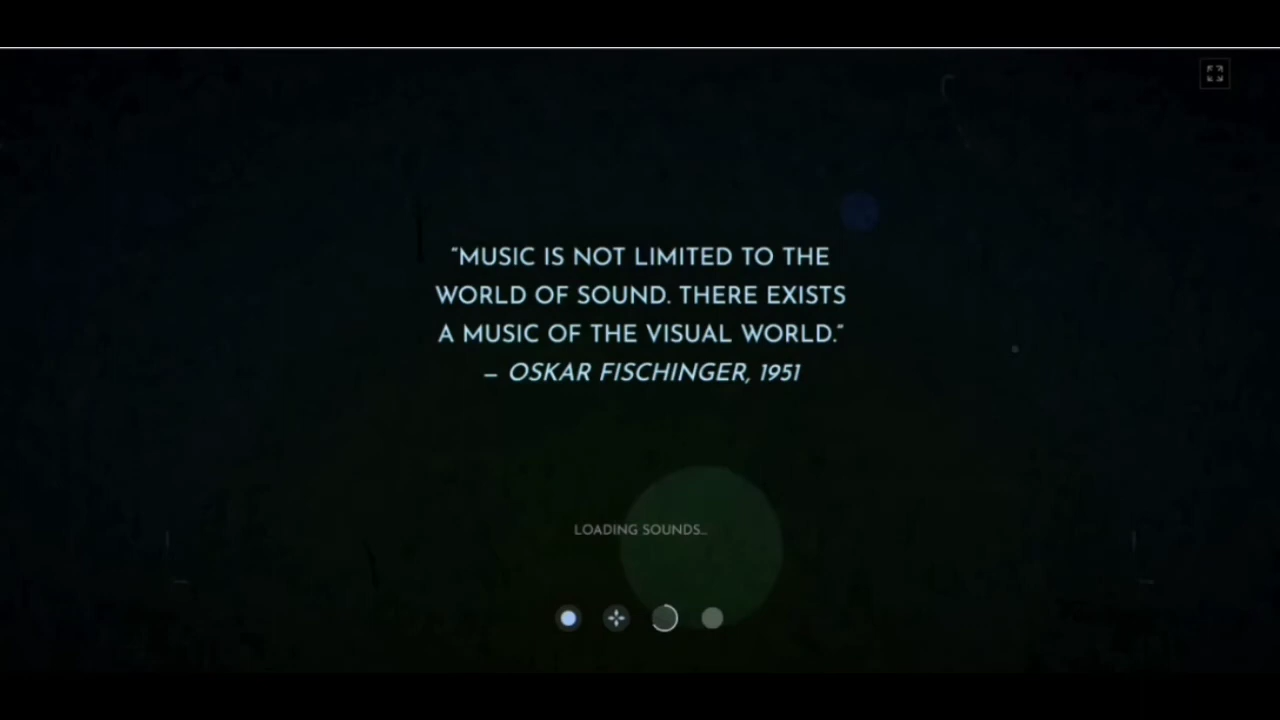 “MUSIC IS NOT LIMITED TO THE
WORLD OF SOUND. THERE EXISTS
A MUSIC OF THE VISUAL WORLD.”
– OSKAR FISCHINGER, 1951
LOADING SOUNDS...